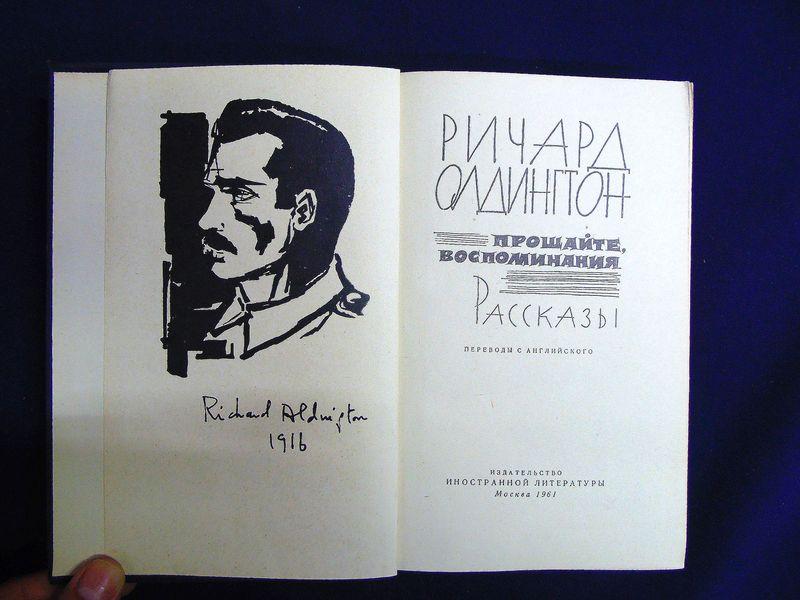 Richard Aldington
1916
РИЧАРД
ОЛДИНГТОН
ПРОЩАЙТЕ,
ВОСПОМИНАНИЯ
РАССКАЗЫ
ПЕРЕВОДЫ С АНГЛИЙСКОГО
ИЗДАТЕЛЬСТВО
ИНОСТРАННОЙ ЛИТЕРАТУРЫ
Москва 1961